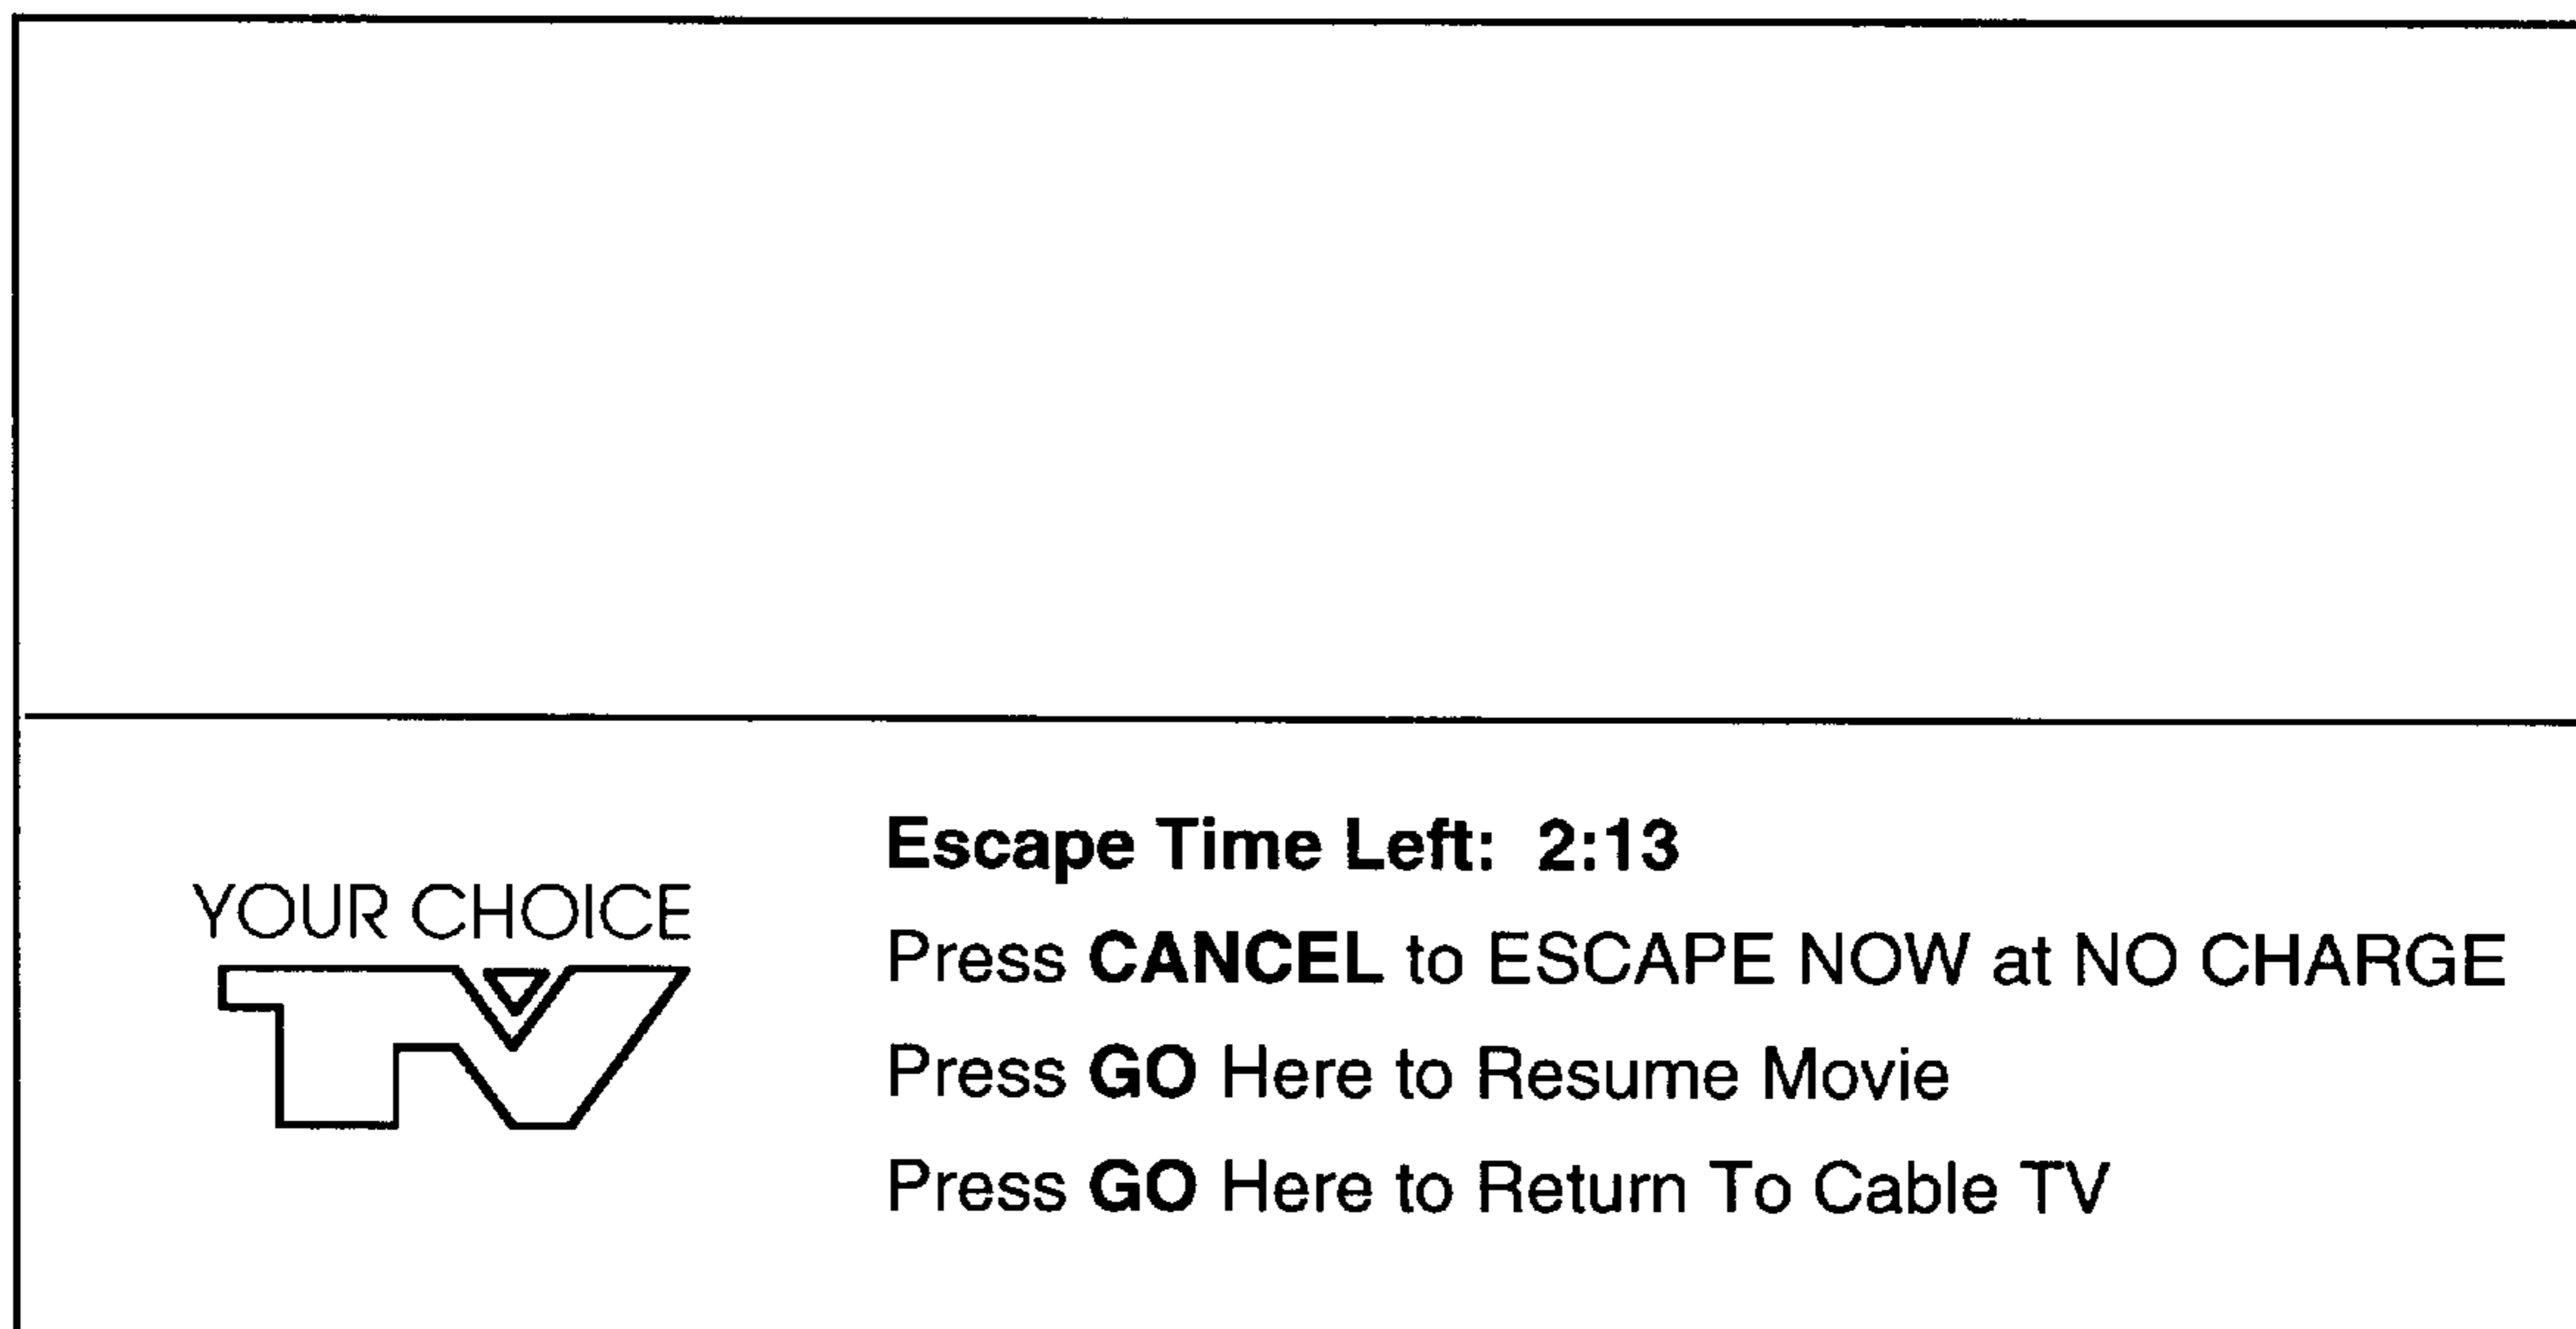 Escape Time Left: 2:13
YOUR CHOICE
TV
Press CANCEL to ESCAPE NOW at NO CHARGE
Press GO Here to Resume Movie
Press GO Here to Return To Cable TV